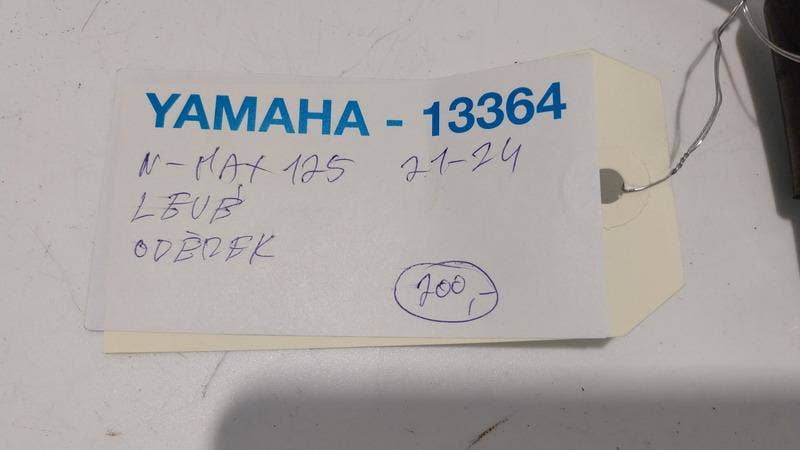 YAMAHA - 13364
N-MAX 125 21-24
LEVÝ
ODĚREK
700,-